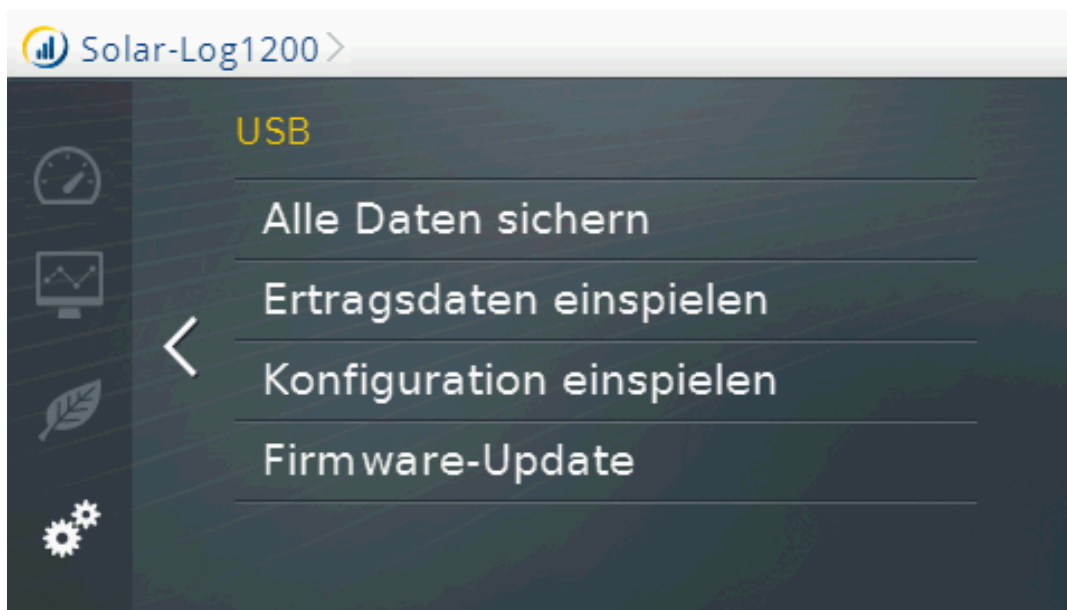 Solar-Log1200
USB
Alle Daten sichern
Ertragsdaten einspielen
Konfiguration einspielen
Firmware-Update